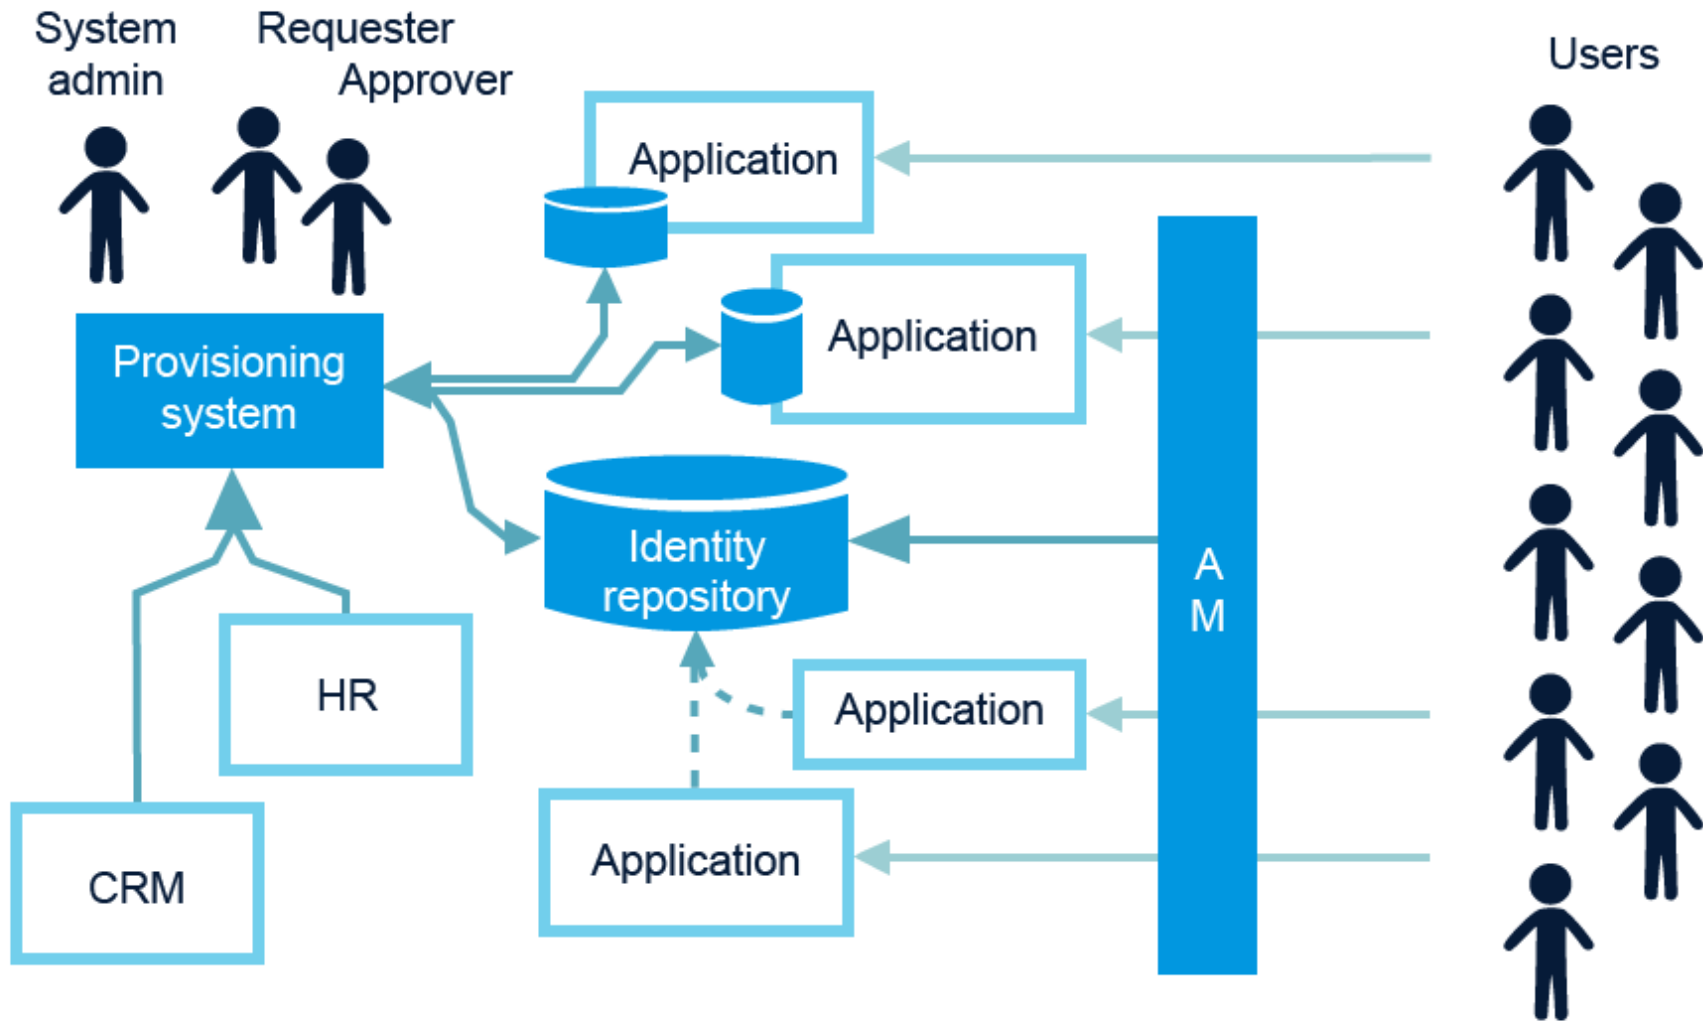 System
admin
Requester
Approver
Users
Application
Application
Provisioning
system
Identity
repository
A
M
HR
Application
Application
CRM